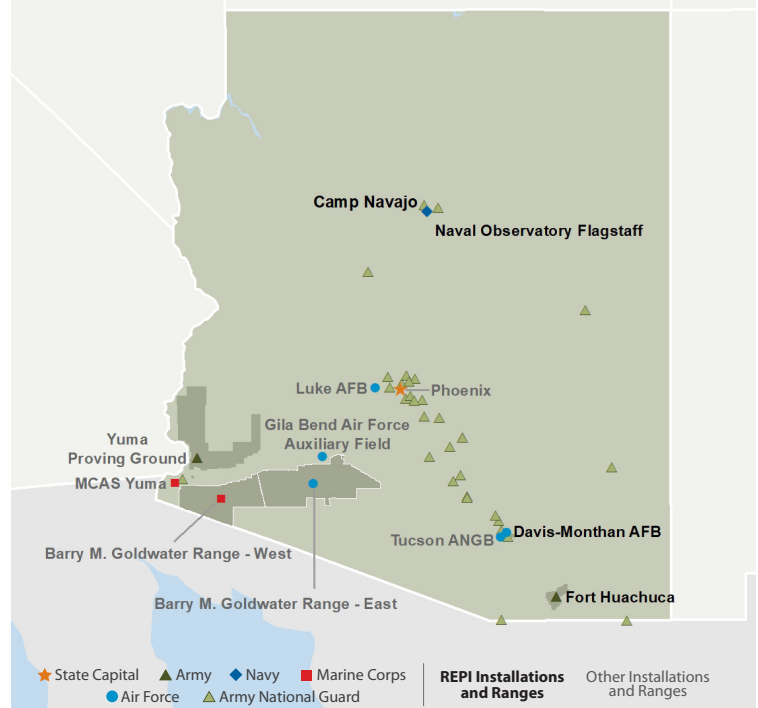 Camp Navajo
Naval Observatory Flagstaff
Luke AFB
Phoenix
Gila Bend Air Force
Auxiliary Field
Yuma
Proving Ground
MCAS Yuma
Tucson ANGB
Davis-Monthan AFB
Barry M. Goldwater Range - West
Barry M. Goldwater Range - East
Fort Huachuca
State Capital
Army
Navy
Marine Corps
Air Force
Army National Guard
REPI Installations
and Ranges
Other Installations
and Ranges